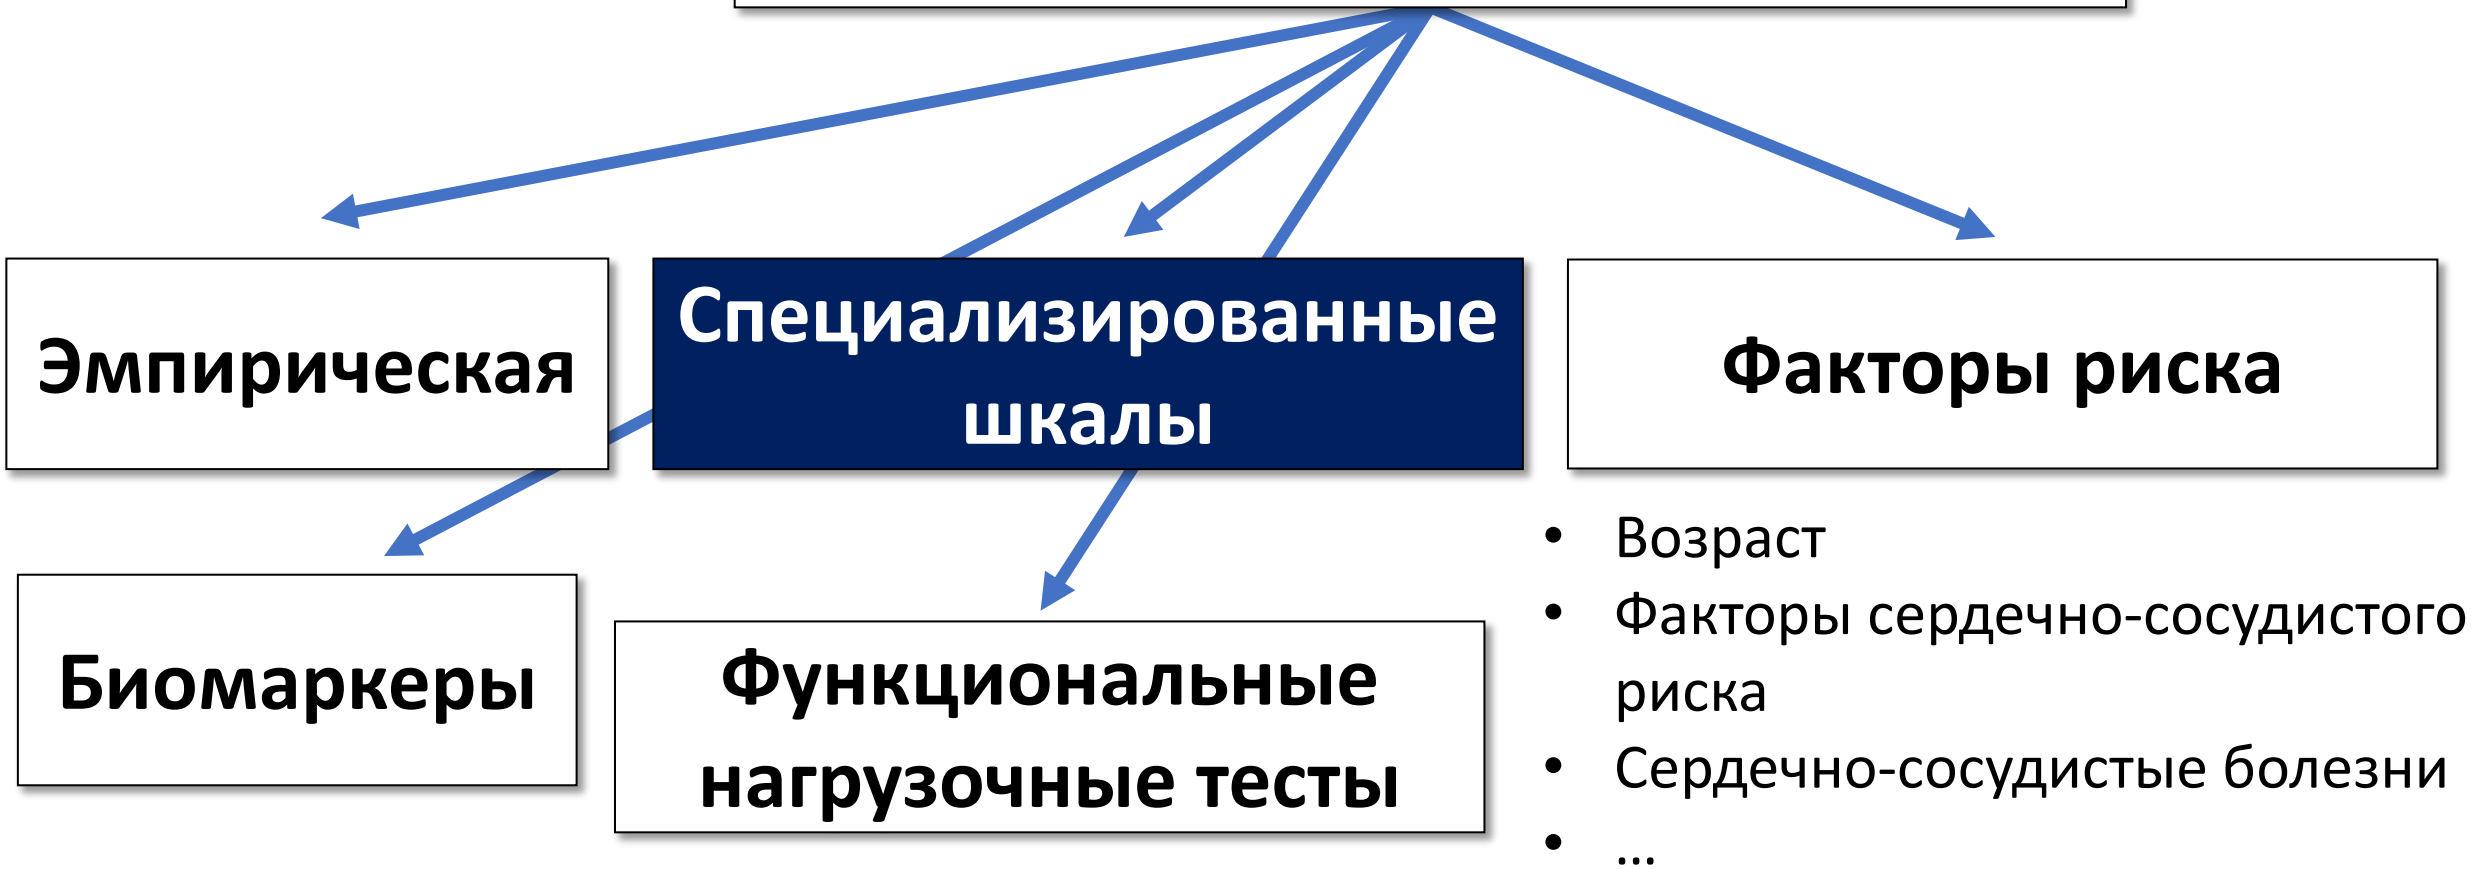 Эмпирическая
Специализированные
шкалы
Факторы риска
Биомаркеры
Функциональные
нагрузочные тесты
• Возраст
• Факторы сердечно-сосудистого
риска
• Сердечно-сосудистые болезни
• ...